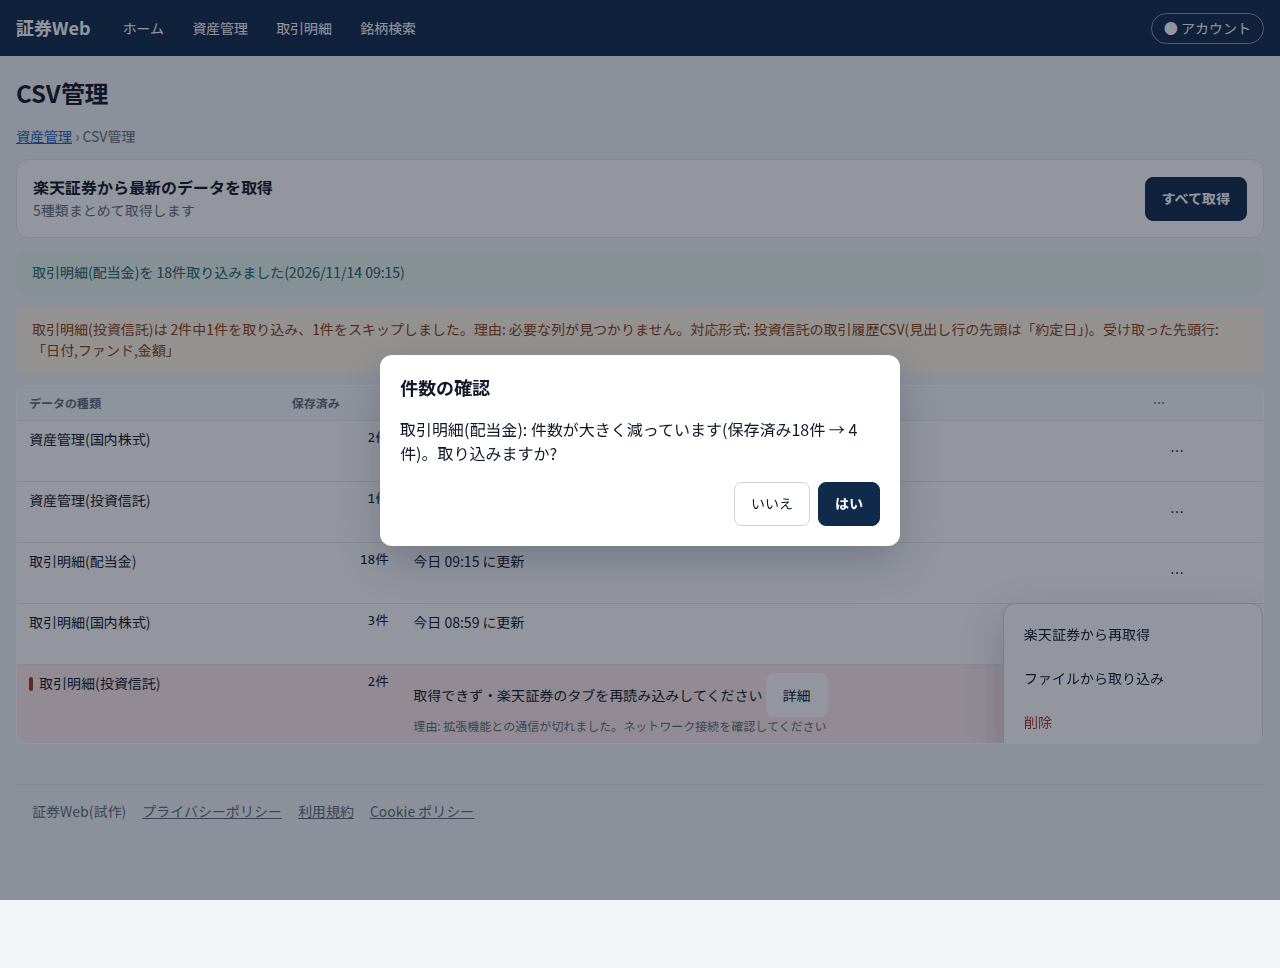 証券Web ホーム 資産管理 取引明細 銘柄検索 アカウント
CSV管理
資産管理 › CSV管理
楽天証券から最新のデータを取得
5種類まとめて取得します
すべて取得
取引明細(配当金)を 18件取り込みました(2026/11/14 09:15)
取引明細(投資信託)は 2件中1件を取り込み、1件をスキップしました。理由: 必要な列が見つかりません。対応形式: 投資信託の取引履歴CSV(見出し行の先頭は「約定日」)。受け取った先頭行:
「日付,ファンド,金額」
件数の確認
取引明細(配当金): 件数が大きく減っています(保存済み18件 → 4
件)。取り込みますか?
いいえ はい
データの種類 保存済み …
資産管理(国内株式) 2 …
資産管理(投資信託) 1 …
取引明細(配当金) 18件 今日 09:15 に更新 …
取引明細(国内株式) 3件 今日 08:59 に更新
楽天証券から再取得
ファイルから取り込み
削除
取引明細(投資信託) 2件 取得できず・楽天証券のタブを再読み込みしてください 詳細
理由: 拡張機能との通信が切れました。ネットワーク接続を確認してください
証券Web(試作) プライバシーポリシー 利用規約 Cookie ポリシー